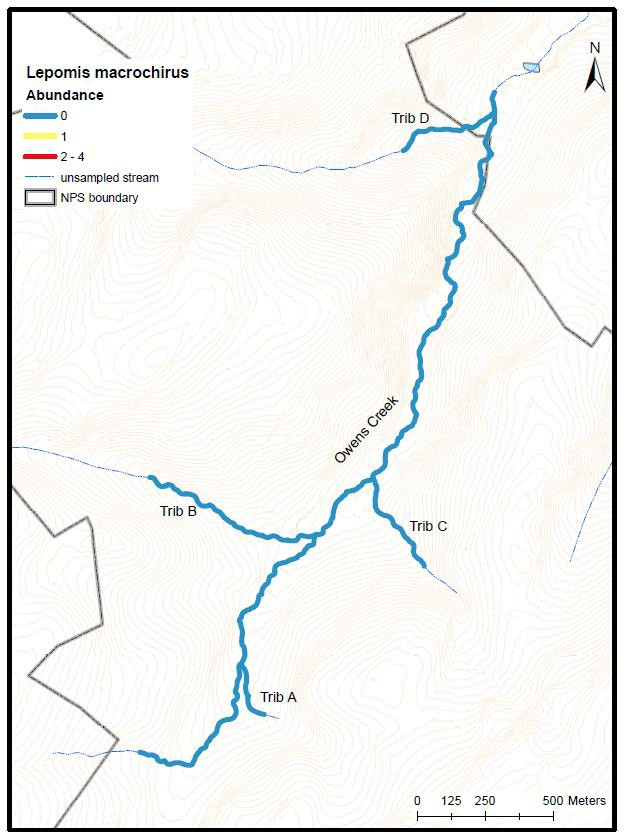 N
Lepomis macrochirus
Abundance
0
1
2 - 4
unsampled stream
NPS boundary
Trib D
Owens Creek
Trib B
Trib C
Trib A
0 125 250 500 Meters